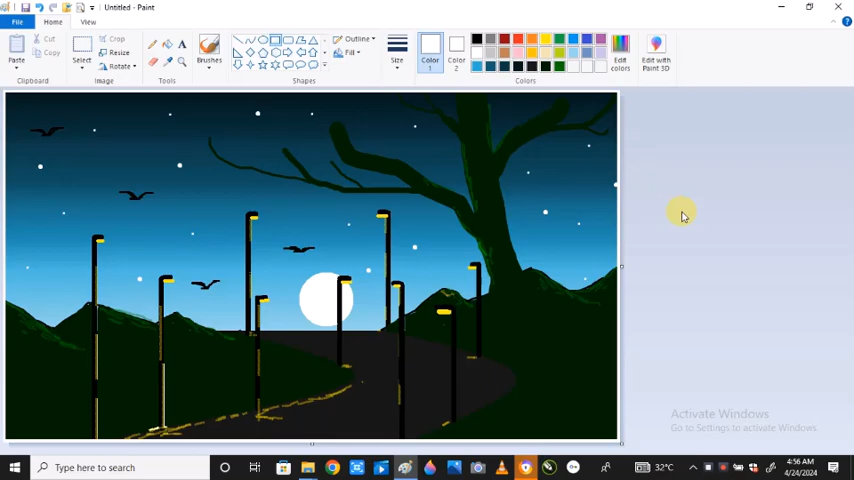 Untitled - Paint
File
Home
View
Paste
Cut
Copy
Clipboard
Select
Crop
Resize
Rotate
Image
Tools
Brushes
Shapes
Outline
Fill
Size
Color
1
Color
2
Edit
colors
Colors
Edit with
Paint 3D
Activate Windows
Go to Settings to activate Windows.
Type here to search
32°C
4:56 AM
4/24/2024